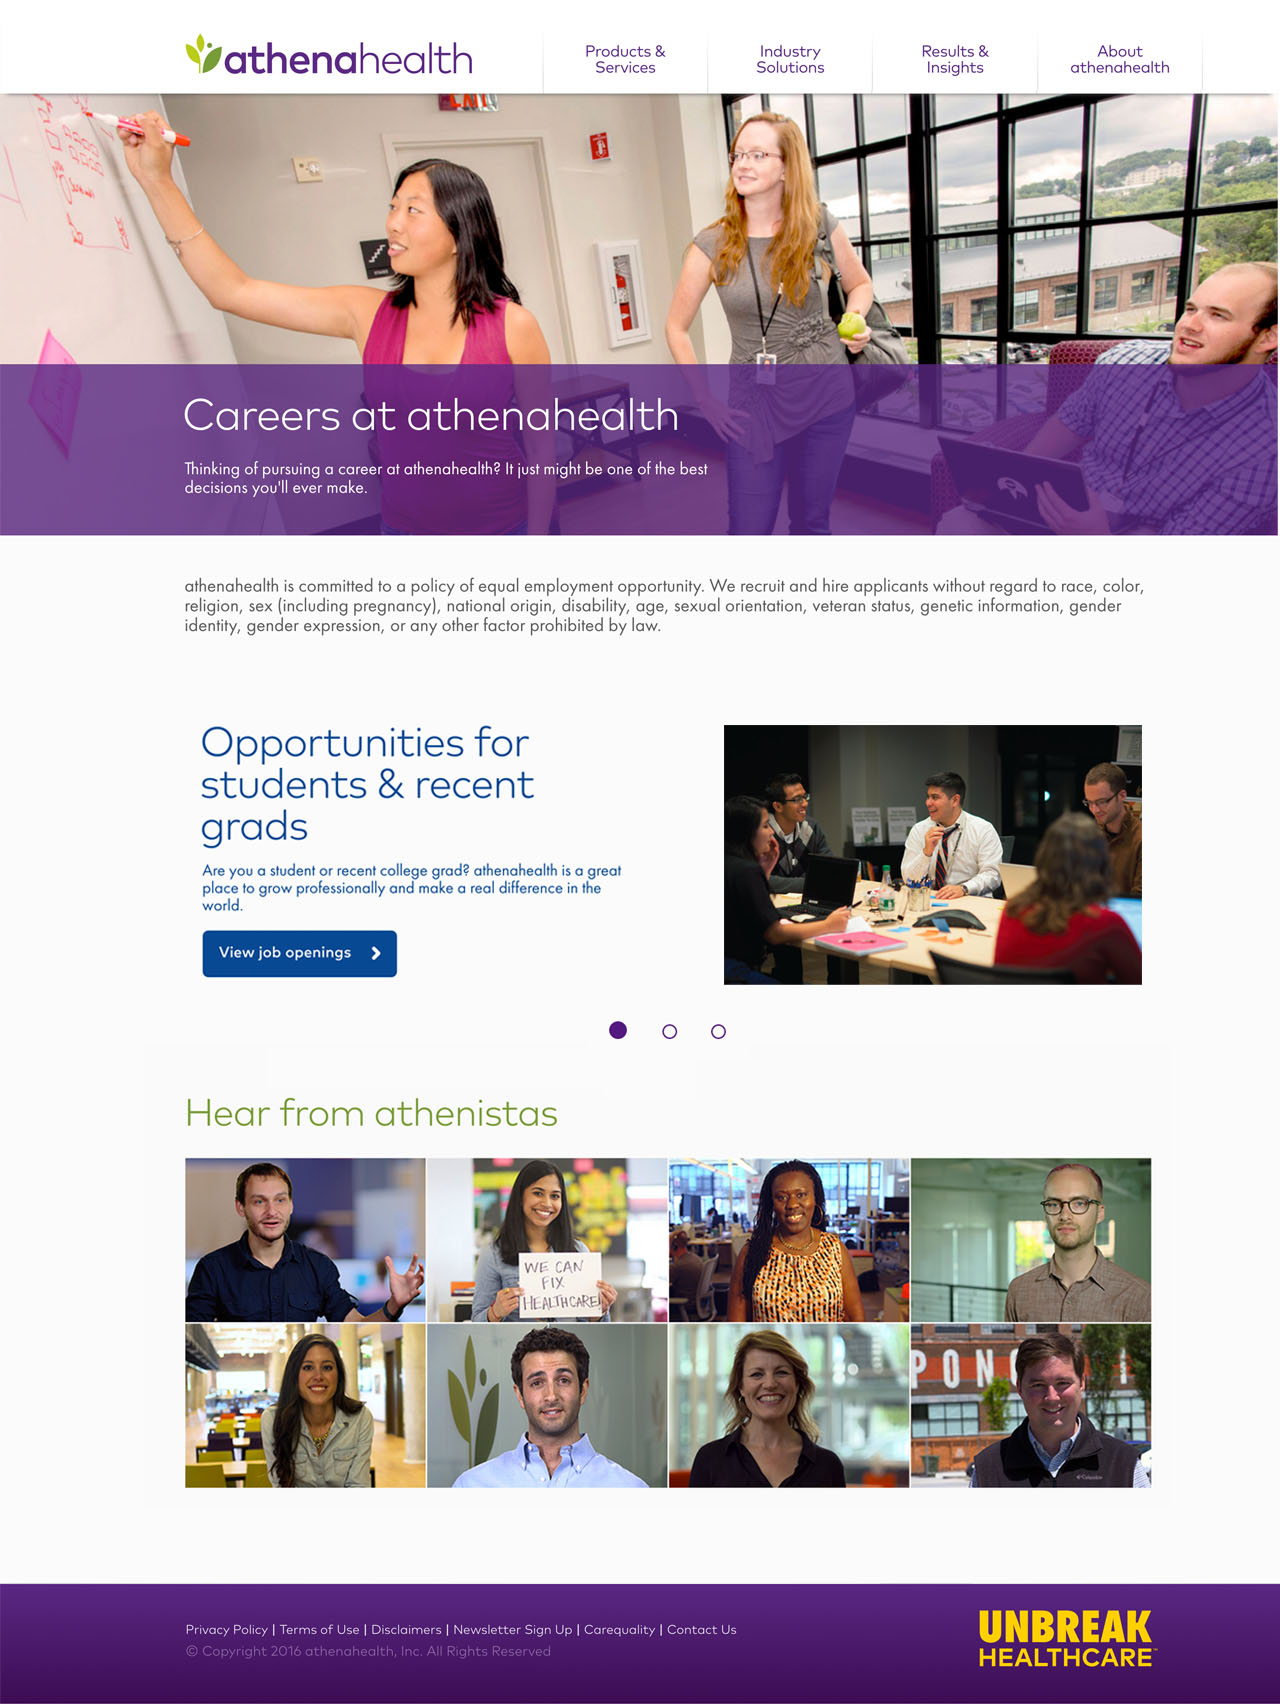 athenahealth
Products &
Services
Industry
Solutions
Results &
Insights
About
athenahealth
Careers at athenahealth
Thinking of pursuing a career at athenahealth? It just might be one of the best
decisions you'll ever make.
athenahealth is committed to a policy of equal employment opportunity. We recruit and hire applicants without regard to race, color,
religion, sex (including pregnancy), national origin, disability, age, sexual orientation, veteran status, genetic information, gender
identity, gender expression, or any other factor prohibited by law.
Opportunities for
students & recent
grads
Are you a student or recent college grad? athenahealth is a great
place to grow professionally and make a real difference in the
world.
View job openings
Hear from athenistas
WE CAN
FIX
HEALTHCARE!
PON
Columbia
Privacy Policy | Terms of Use | Disclaimers | Newsletter Sign Up | Carequality | Contact Us
© Copyright 2016 athenahealth, Inc. All Rights Reserved
UNBREAK
HEALTHCARE™